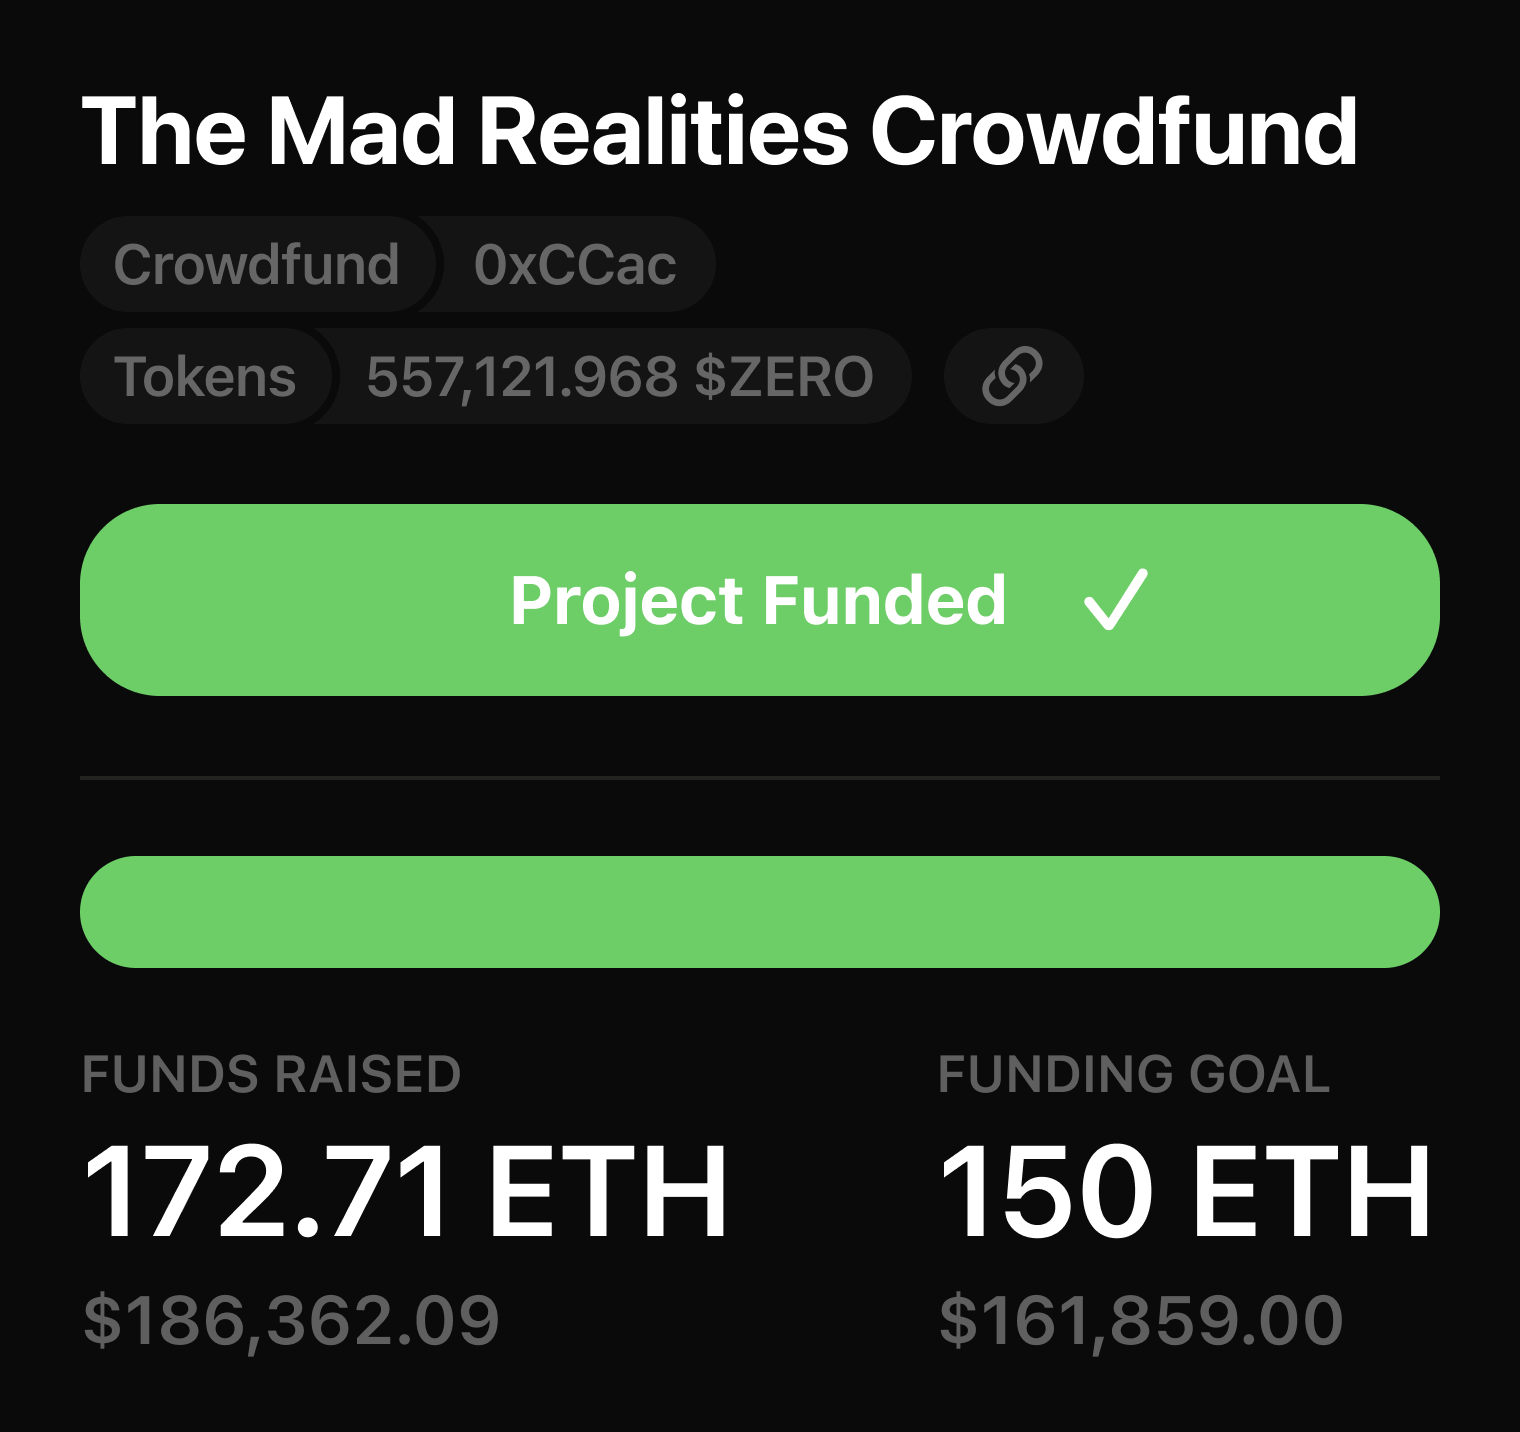 The Mad Realities Crowdfund
Crowdfund 0xCCac
Tokens 557,121.968 $ZERO
Project Funded
FUNDS RAISED FUNDING GOAL
172.71 ETH 150 ETH
$186,362.09 $161,859.00